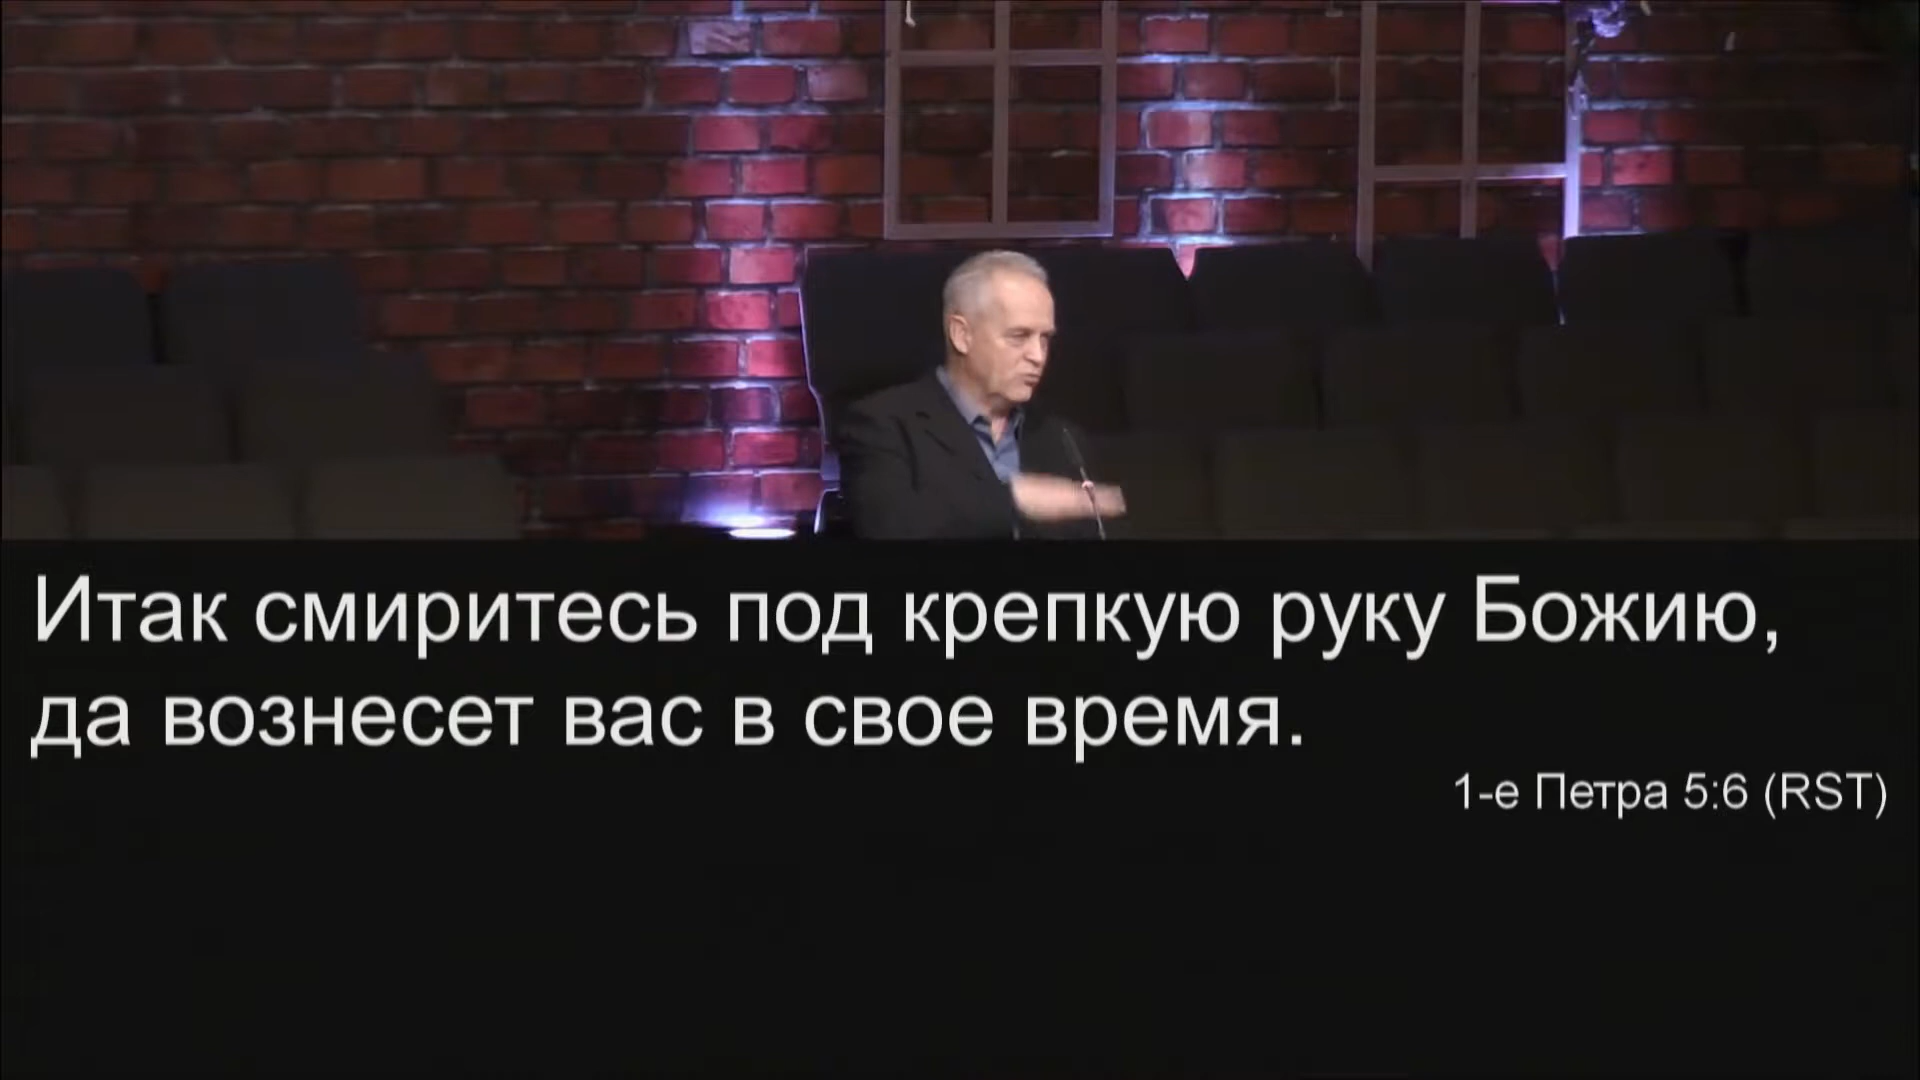 Итак смиритесь под крепкую руку Божию,
да вознесет вас в свое время.
1-е Петра 5:6 (RST)